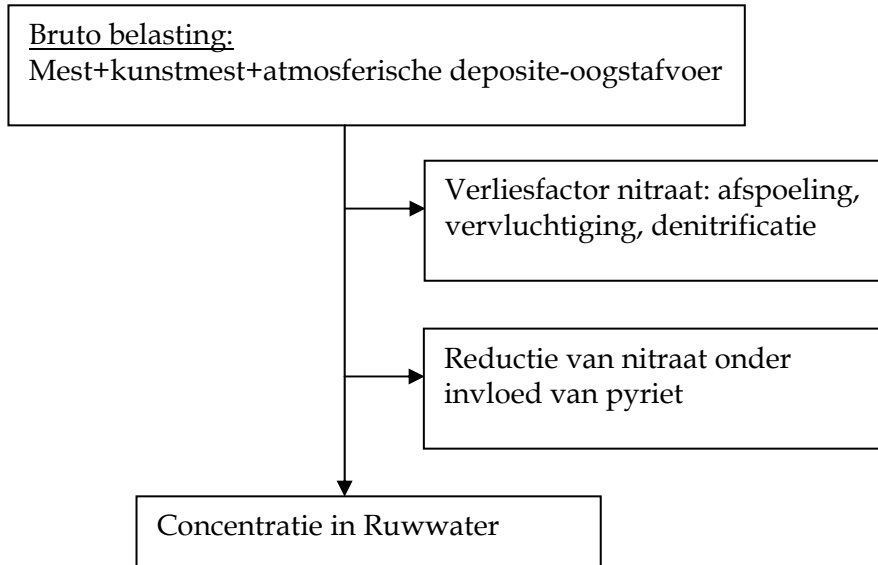 Bruto belasting:
Mest+kunstmest+atmosferische deposite-oogstafvoer
Verliesfactor nitraat: afspoeling,
vervluchtiging, denitrificatie
Reductie van nitraat onder
invloed van pyriet
Concentratie in Ruwwater